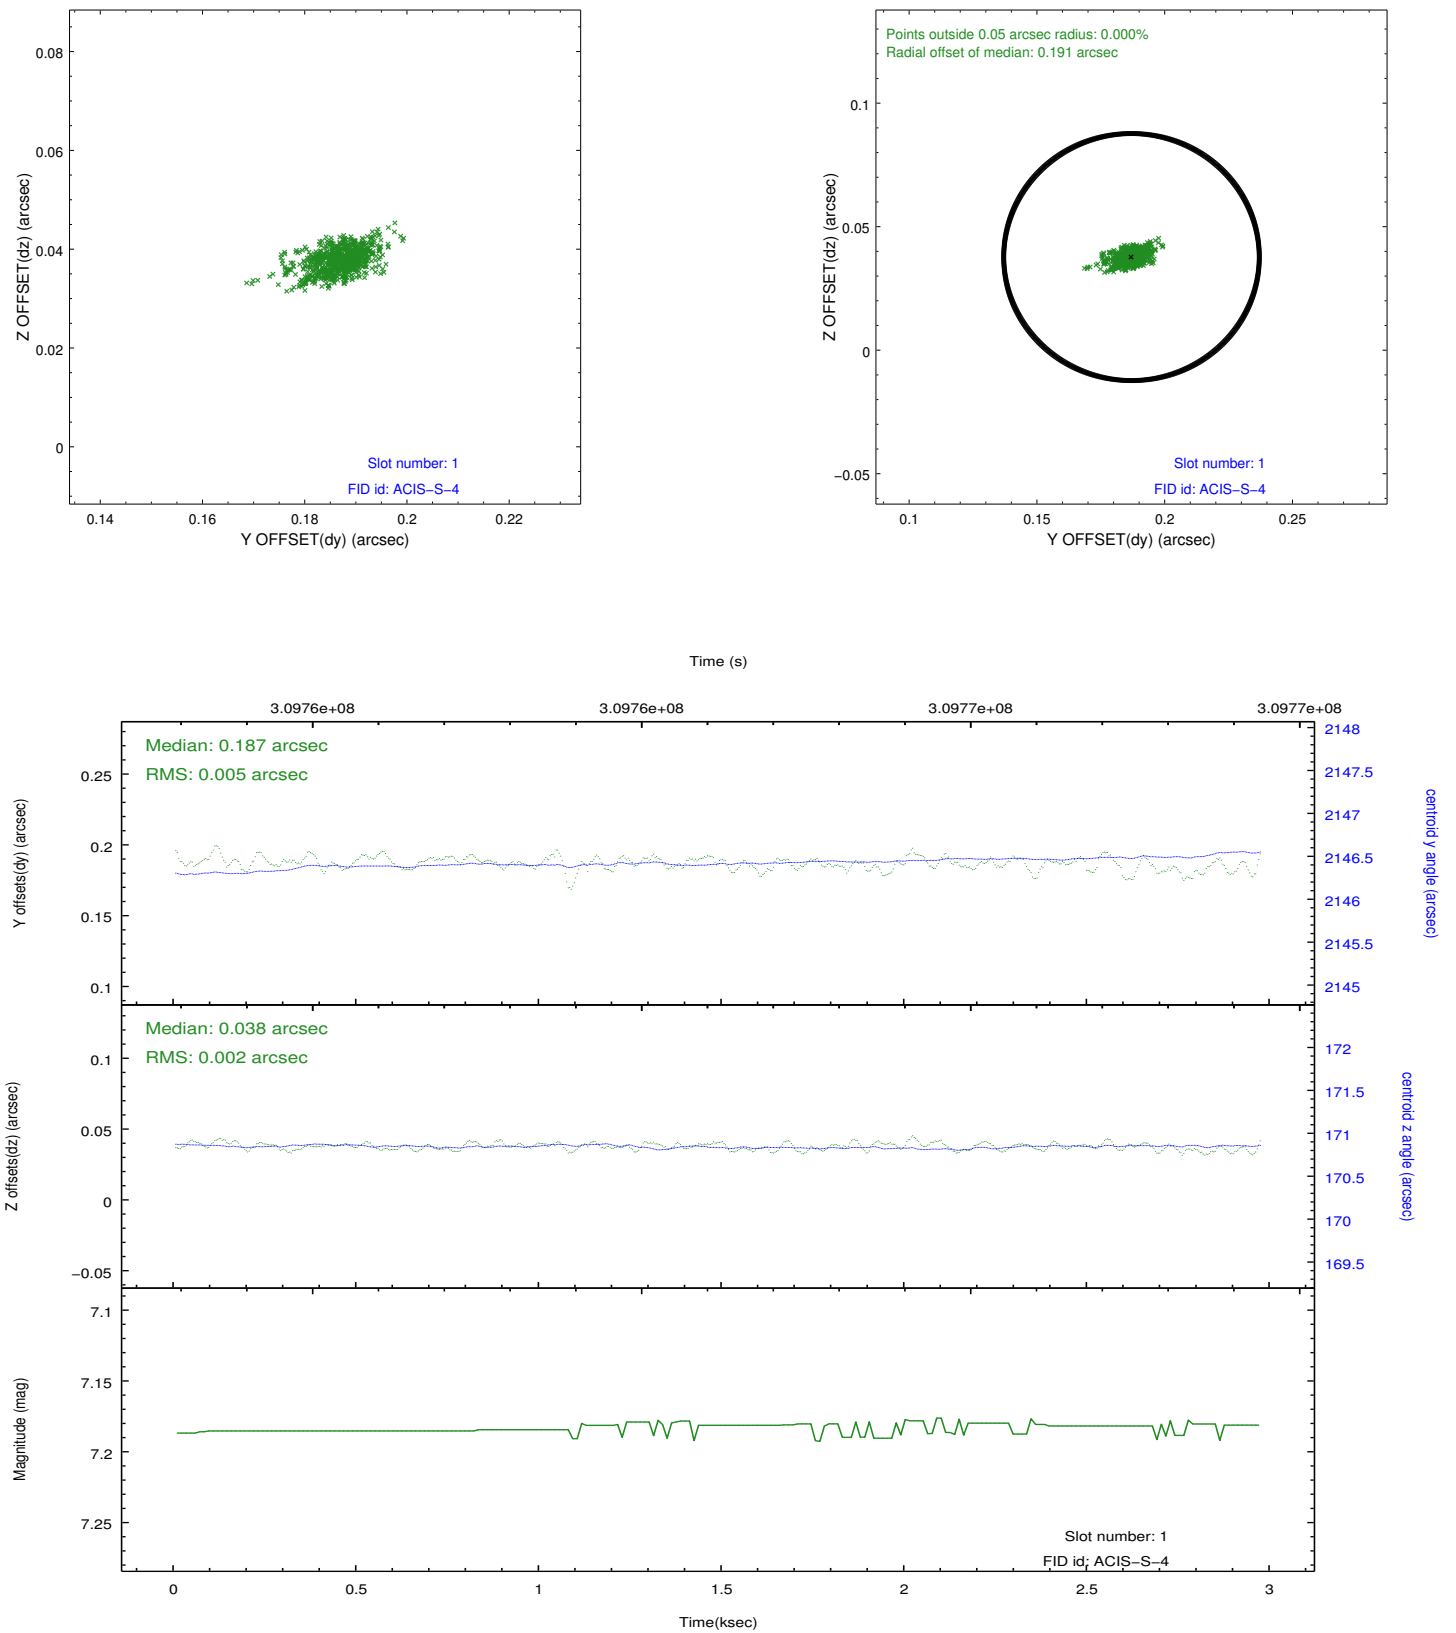 0.08
0.06
0.04
0.02
0
Z OFFSET(dz) (arcsec)
Slot number: 1
FID id: ACIS−S−4
0.14
0.16
0.18
0.2
0.22
Y OFFSET(dy) (arcsec)
Points outside 0.05 arcsec radius: 0.000%
Radial offset of median: 0.191 arcsec
0.1
0.05
0
−0.05
Z OFFSET(dz) (arcsec)
Slot number: 1
FID id: ACIS−S−4
0.1
0.15
0.2
0.25
Y OFFSET(dy) (arcsec)
Time (s)
3.0976e+08
3.0976e+08
3.0977e+08
3.0977e+08
Median: 0.187 arcsec
RMS: 0.005 arcsec
0.25
0.2
0.15
0.1
Y offsets(dy) (arcsec)
2148
2147.5
2147
2146.5
2146
2145.5
2145
centroid y angle (arcsec)
Median: 0.038 arcsec
RMS: 0.002 arcsec
0.1
0.05
0
−0.05
Z offsets(dz) (arcsec)
172
171.5
171
170.5
170
169.5
centroid z angle (arcsec)
7.1
7.15
7.2
7.25
Magnitude (mag)
Slot number: 1
FID id: ACIS−S−4
0
0.5
1
1.5
2
2.5
3
Time(ksec)